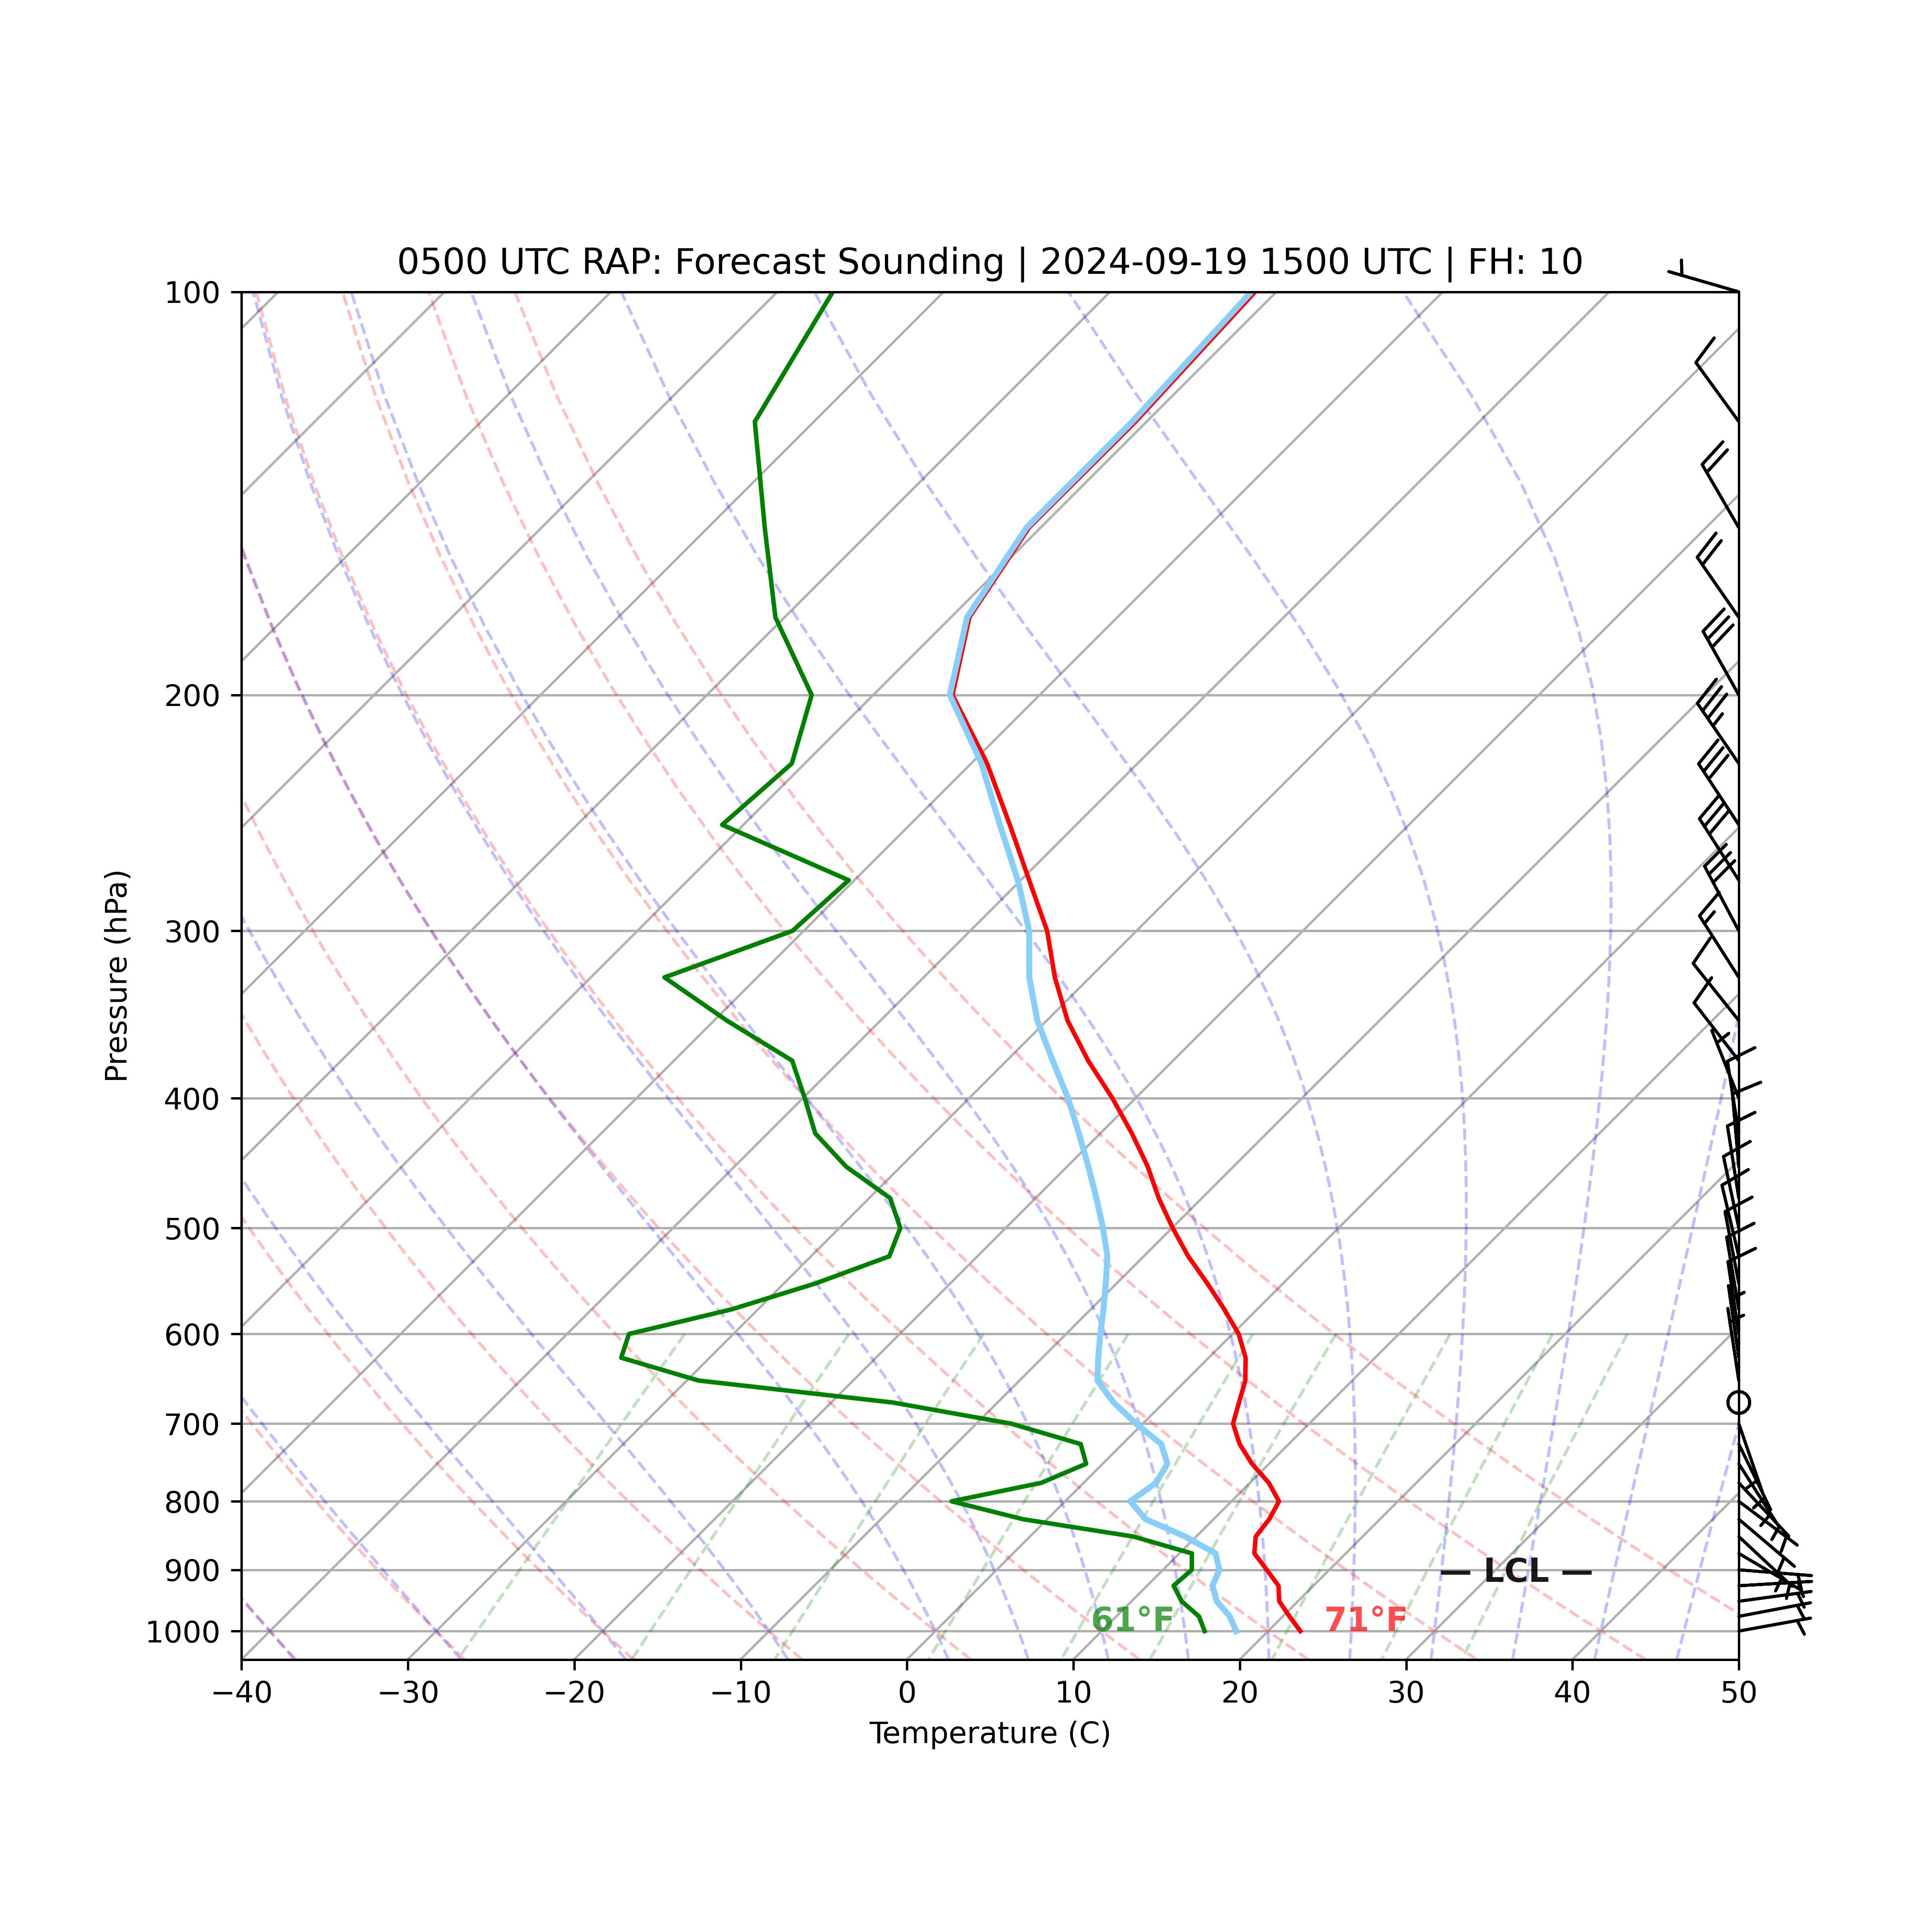 0500 UTC RAP: Forecast Sounding | 2024-09-19 1500 UTC | FH: 10
100
200
300
400
500
600
700
800
900
1000
Pressure (hPa)
— LCL —
61°F
71°F
−40 −30 −20 −10 0 10 20 30 40 50
Temperature (C)